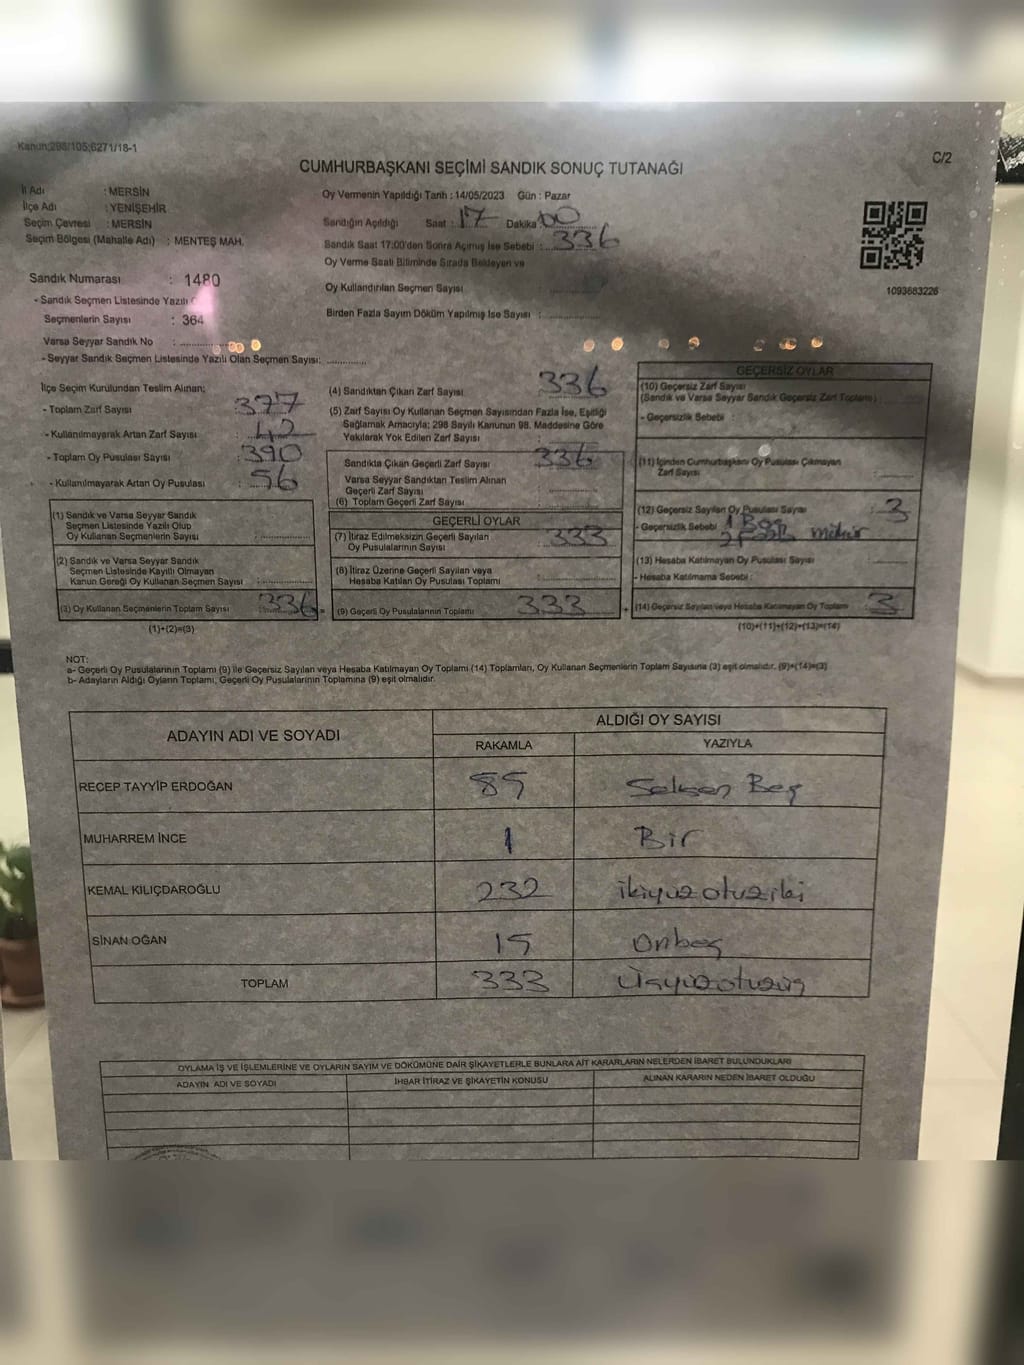 Kanun;298/105;6271/18-1
C/2
CUMHURBAŞKANI SEÇİMİ SANDIK SONUÇ TUTANAĞI
İl Adı : MERSİN
İlçe Adı : YENİŞEHİR
Seçim Çevresi : MERSİN
Seçim Bölgesi (Mahalle Adı) : MENTEŞ MAH.
Oy Vermenin Yapıldığı Tarih : 14/05/2023 Gün : Pazar
Sandığın Açıldığı Saat : 17 Dakika 00
Sandık Saat 17:00'den Sonra Açımış İse Sebebi : 336
Oy Verme Saati Bitiminde Sırada Bekleyen ve
Oy Kullandırılan Seçmen Sayısı
Birden Fazla Sayım Döküm Yapılmış İse Sayısı :
1093683226
Sandık Numarası : 1480
- Sandık Seçmen Listesinde Yazılı
Seçmenlerin Sayısı : 364
Varsa Seyyar Sandık No :
- Seyyar Sandık Seçmen Listesinde Yazılı Olan Seçmen Sayısı:
İlçe Seçim Kurulundan Teslim Alınan:
- Toplam Zarf Sayısı : 377
- Kullanılmayarak Artan Zarf Sayısı : 42
- Toplam Oy Pusulası Sayısı : 390
- Kullanılmayarak Artan Oy Pusulası : 56
(1) Sandık ve Varsa Seyyar Sandık
Seçmen Listesinde Yazılı Olup
Oy Kullanan Seçmenlerin Sayısı :
(2) Sandık ve Varsa Seyyar Sandık
Seçmen Listesinde Kayıtlı Olmayan
Kanun Gereği Oy Kullanan Seçmen Sayısı :
(3) Oy Kullanan Seçmenlerin Toplam Sayısı : 336 =
(1)+(2)=(3)
(4) Sandıktan Çıkan Zarf Sayısı : 336
(5) Zarf Sayısı Oy Kullanan Seçmen Sayısından Fazla İse, Eşitliği
Sağlamak Amacıyla; 298 Sayılı Kanunun 98. Maddesine Göre
Yakılarak Yok Edilen Zarf Sayısı :
Sandıkta Çıkan Geçerli Zarf Sayısı : 336
Varsa Seyyar Sandıktan Teslim Alınan
Geçerli Zarf Sayısı :
(6) Toplam Geçerli Zarf Sayısı :
GEÇERLİ OYLAR
(7) İtiraz Edilmeksizin Geçerli Sayılan
Oy Pusulalarının Sayısı : 333
(8) İtiraz Üzerine Geçerli Sayılan veya
Hesaba Katılan Oy Pusulası Toplamı :
(9) Geçerli Oy Pusulalarının Toplamı : 333 +
GEÇERSİZ OYLAR
(10) Geçersiz Zarf Sayısı
(Sandık ve Varsa Seyyar Sandık Geçersiz Zarf Toplamı) :
- Geçersizlik Sebebi :
(11) İçinden Cumhurbaşkanı Oy Pusulası Çıkmayan
Zarf Sayısı :
(12) Geçersiz Sayılan Oy Pusulası Sayısı : 3
- Geçersizlik Sebebi : mühür
(13) Hesaba Katılmayan Oy Pusulası Sayısı :
- Hesaba Katılmama Sebebi :
(14) Geçersiz Sayılan veya Hesaba Katılmayan Oy Toplamı : 3
(10)+(11)+(12)+(13)=(14)
NOT:
a- Geçerli Oy Pusulalarının Toplamı (9) ile Geçersiz Sayılan veya Hesaba Katılmayan Oy Toplamı (14) Toplamları, Oy Kullanan Seçmenlerin Toplam Sayısına (3) eşit olmalıdır. (9)+(14)=(3)
b- Adayların Aldığı Oyların Toplamı, Geçerli Oy Pusulalarının Toplamına (9) eşit olmalıdır.
ADAYIN ADI VE SOYADI
ALDIĞI OY SAYISI
RAKAMLA YAZIYLA
RECEP TAYYİP ERDOĞAN 85 Seksen Beş
MUHARREM İNCE 1 Bir
KEMAL KILIÇDAROĞLU 232 ikiyüz otuz iki
SİNAN OĞAN 15 Onbeş
TOPLAM 333 Üçyüzotuzüç
OYLAMA İŞ VE İŞLEMLERİNE VE OYLARIN SAYIM VE DÖKÜMÜNE DAİR ŞİKAYETLERLE BUNLARA AİT KARARLARIN NELERDEN İBARET BULUNDUKLARI
ADAYIN ADI VE SOYADI İHBAR İTİRAZ VE ŞİKAYETİN KONUSU ALINAN KARARIN NEDEN İBARET OLDUĞU